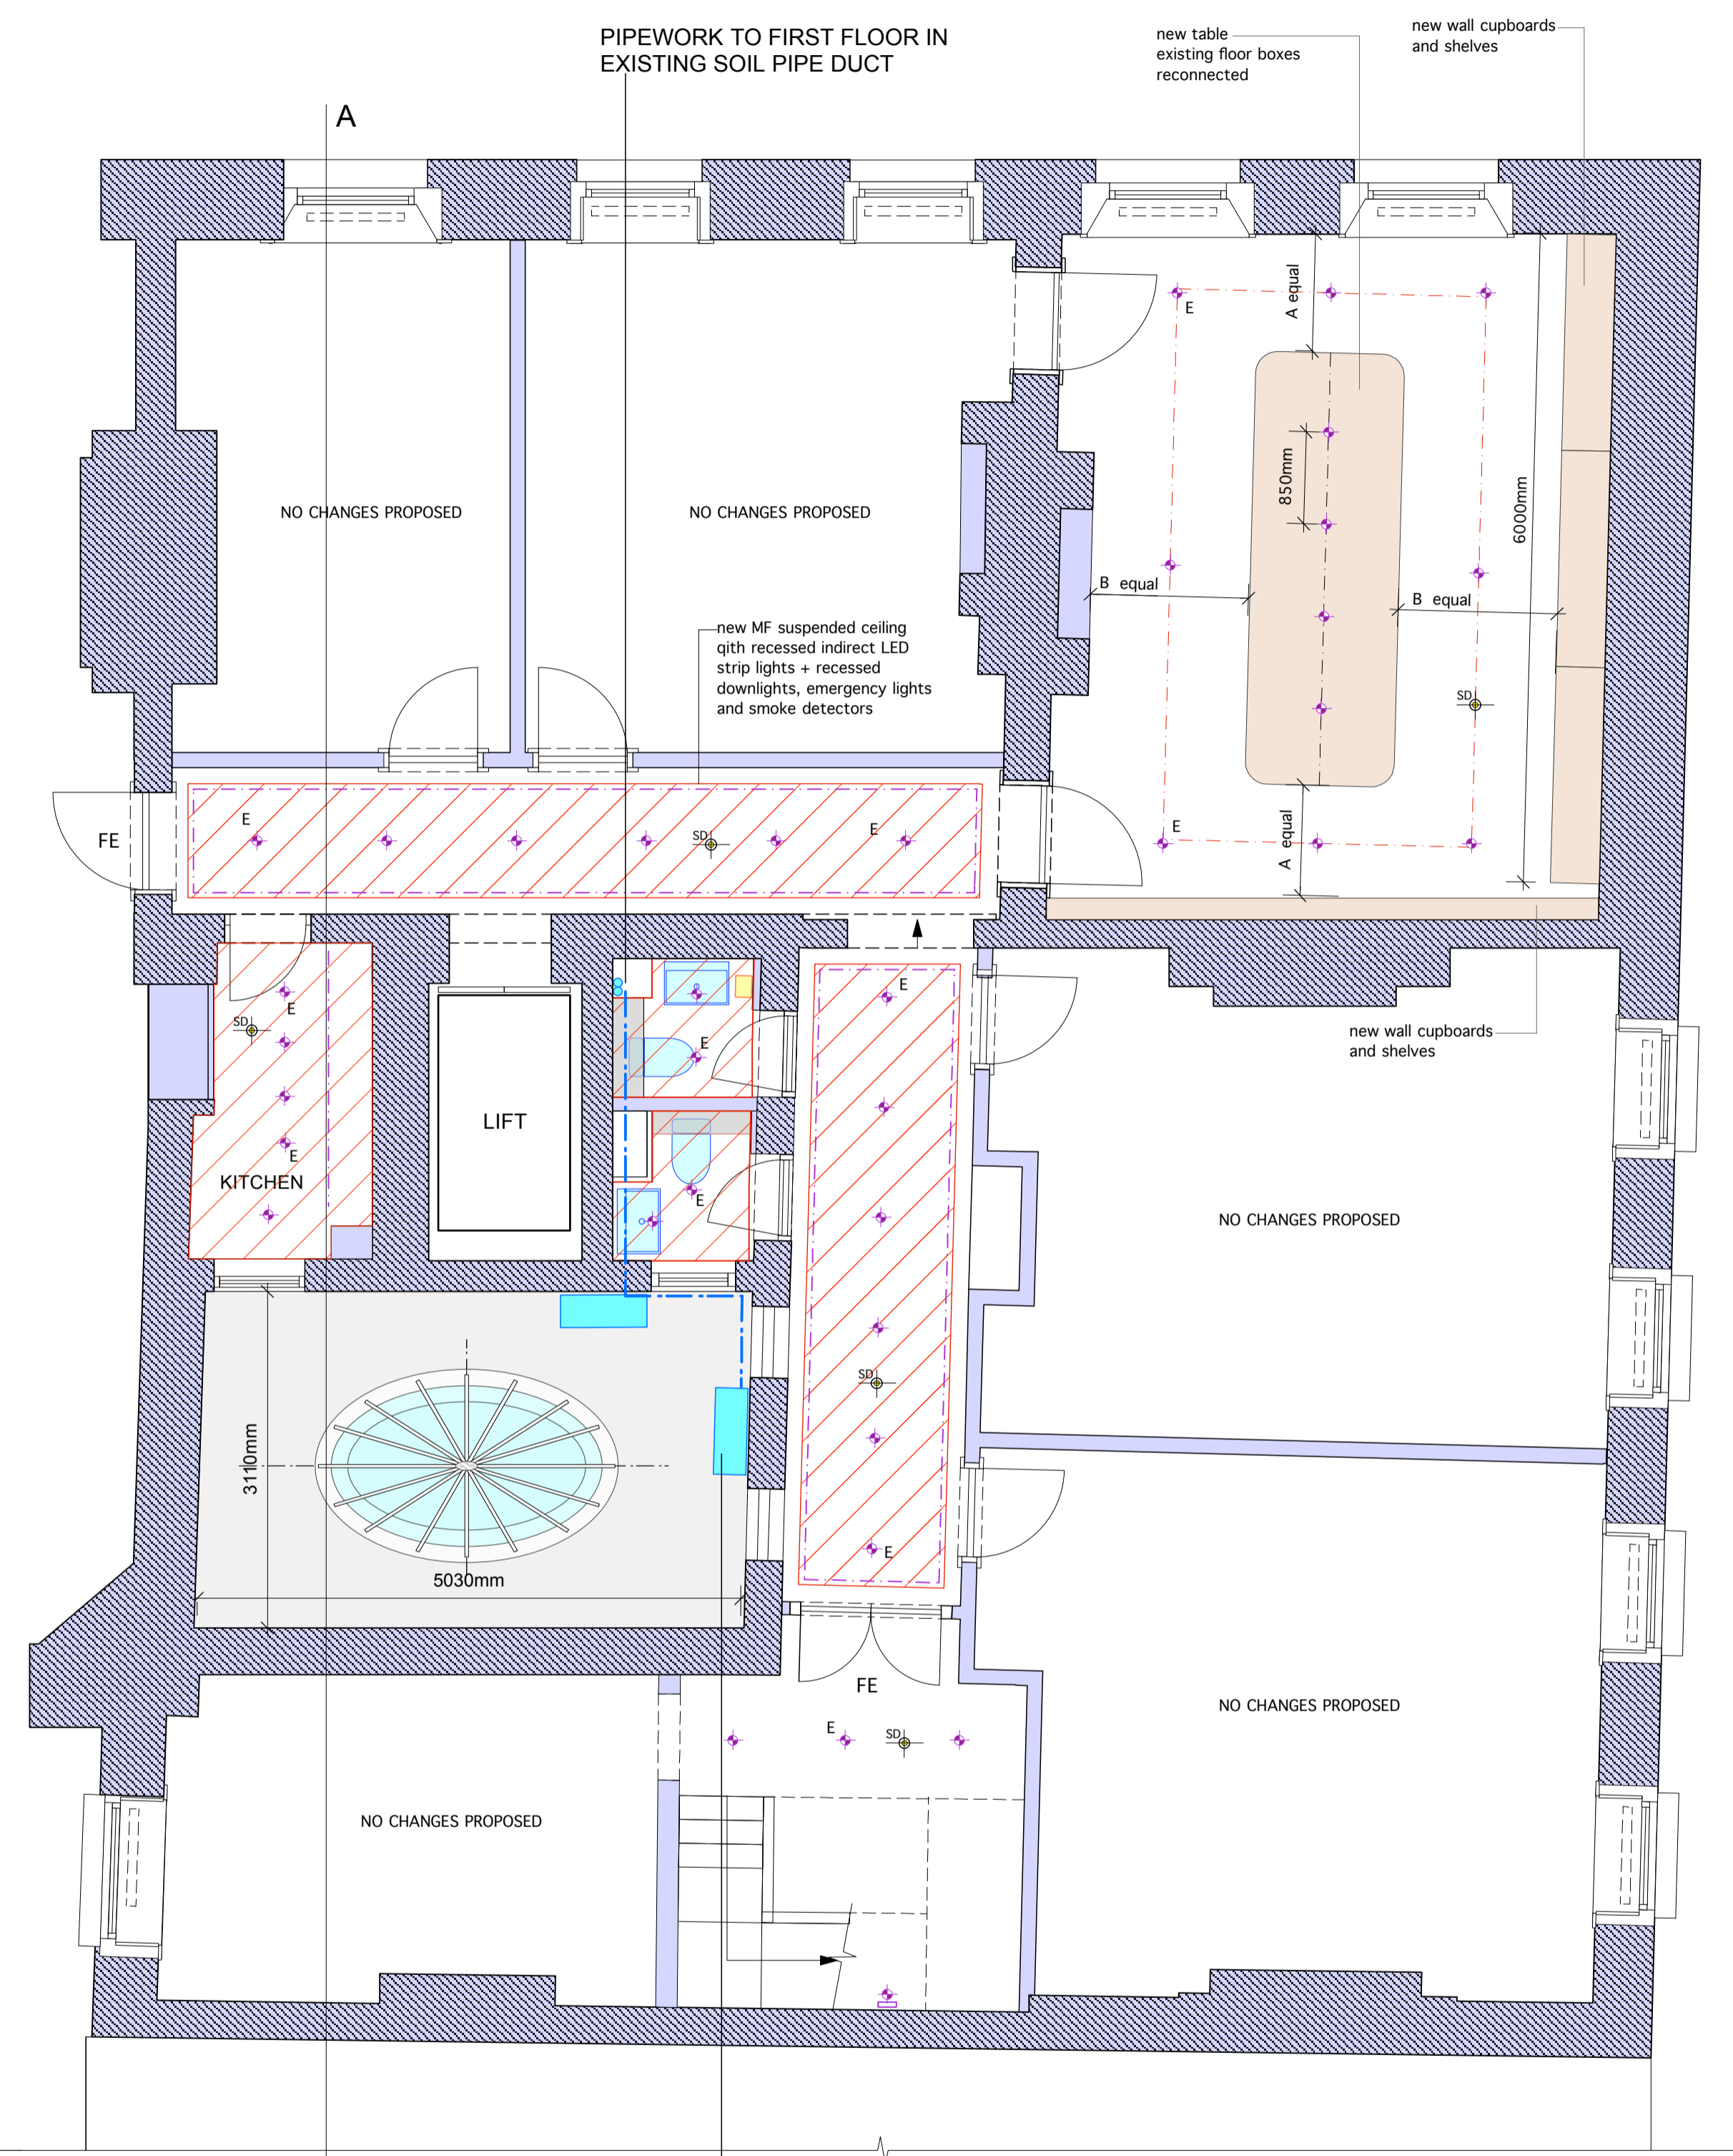 PIPEWORK TO FIRST FLOOR IN
EXISTING SOIL PIPE DUCT
new table
existing floor boxes
reconnected
new wall cupboards
and shelves
A
A equal
E
850mm
6000mm
NO CHANGES PROPOSED
NO CHANGES PROPOSED
B equal
B equal
new MF suspended ceiling
qith recessed indirect LED
strip lights + recessed
downlights, emergency lights
and smoke detectors
SD
E
A equal
FE
E
SD
E
E
E
SD
E
E
KITCHEN
LIFT
E
E
new wall cupboards
and shelves
NO CHANGES PROPOSED
SD
3110mm
5030mm
E
FE
E
SD
NO CHANGES PROPOSED
NO CHANGES PROPOSED